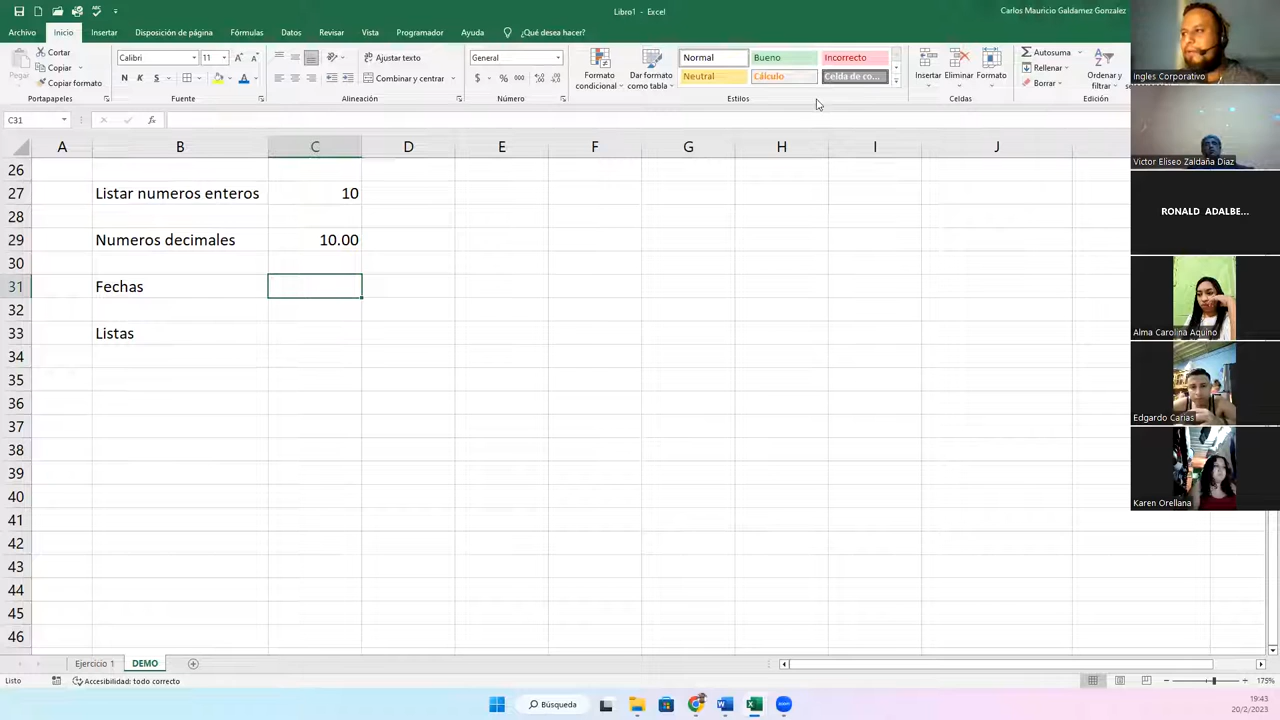 Libro1 - Excel
Carlos Mauricio Galdamez Gonzalez
Archivo Inicio Insertar Disposición de página Fórmulas Datos Revisar Vista Programador Ayuda ¿Qué desea hacer?
Cortar
Copiar
Copiar formato
Portapapeles
Calibri 11
N K S
Fuente
Ajustar texto
Combinar y centrar
Alineación
General
$ % 000
Número
Formato condicional
Dar formato como tabla
Normal Bueno Incorrecto
Neutral Cálculo Celda de co...
Estilos
Insertar Eliminar Formato
Celdas
Autosuma
Rellenar
Borrar
Ordenar y filtrar
Edición
C31
fx
A B C D E F G H I J
26
27 Listar numeros enteros 10
28
29 Numeros decimales 10.00
30
31 Fechas
32
33 Listas
34
35
36
37
38
39
40
41
42
43
44
45
46
Ejercicio 1 DEMO
Listo Accesibilidad: todo correcto
175%
Búsqueda
19:43
20/2/2023
Ingles Corporativo
Victor Eliseo Zaldaña Diaz
RONALD ADALBE...
Alma Carolina Aquino
Edgardo Carias
Karen Orellana